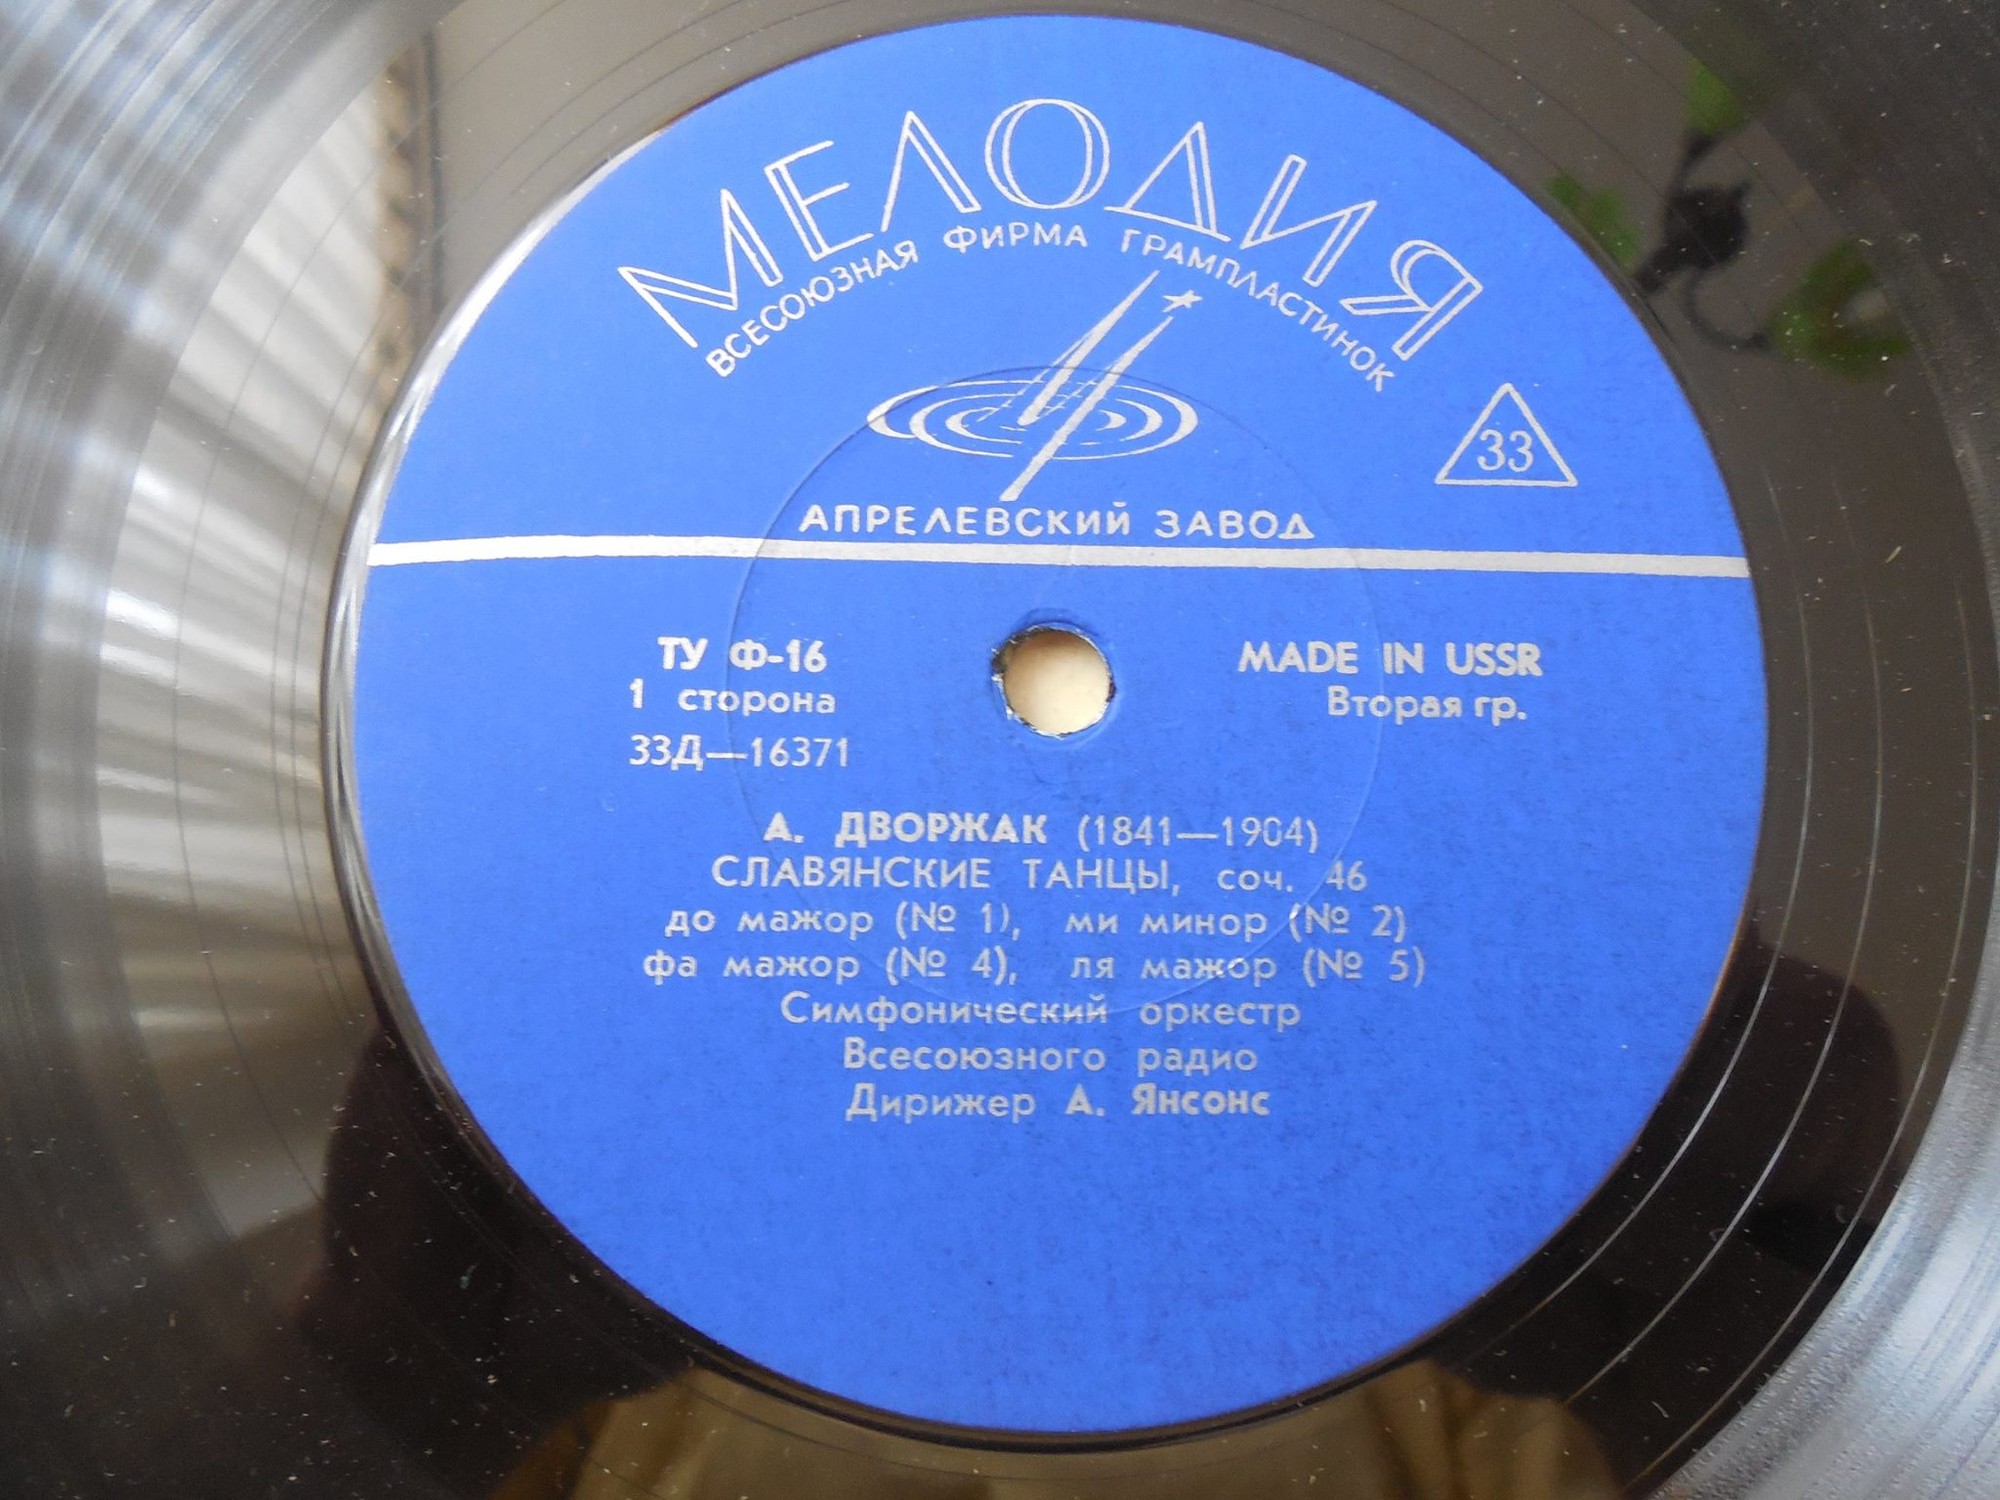 МЕЛОДИЯ
ВСЕСОЮЗНАЯ ФИРМА ГРАМПЛАСТИНОК
33
АПРЕЛЕВСКИЙ ЗАВОД
ТУ Ф-16
MADE IN USSR
1 сторона
Вторая гр.
33Д—16371
А. ДВОРЖАК (1841—1904)
СЛАВЯНСКИЕ ТАНЦЫ, соч. 46
до мажор (№ 1), ми минор (№ 2)
фа мажор (№ 4), ля мажор (№ 5)
Симфонический оркестр
Всесоюзного радио
Дирижер А. Янсонс